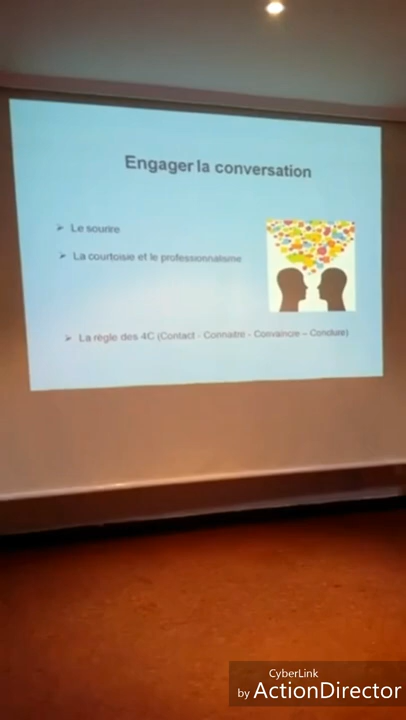 Engager la conversation
➢ Le sourire
➢ La courtoisie et le professionnalisme
➢ La règle des 4C (Contact - Connaitre - Convaincre – Conclure)
CyberLink
by ActionDirector